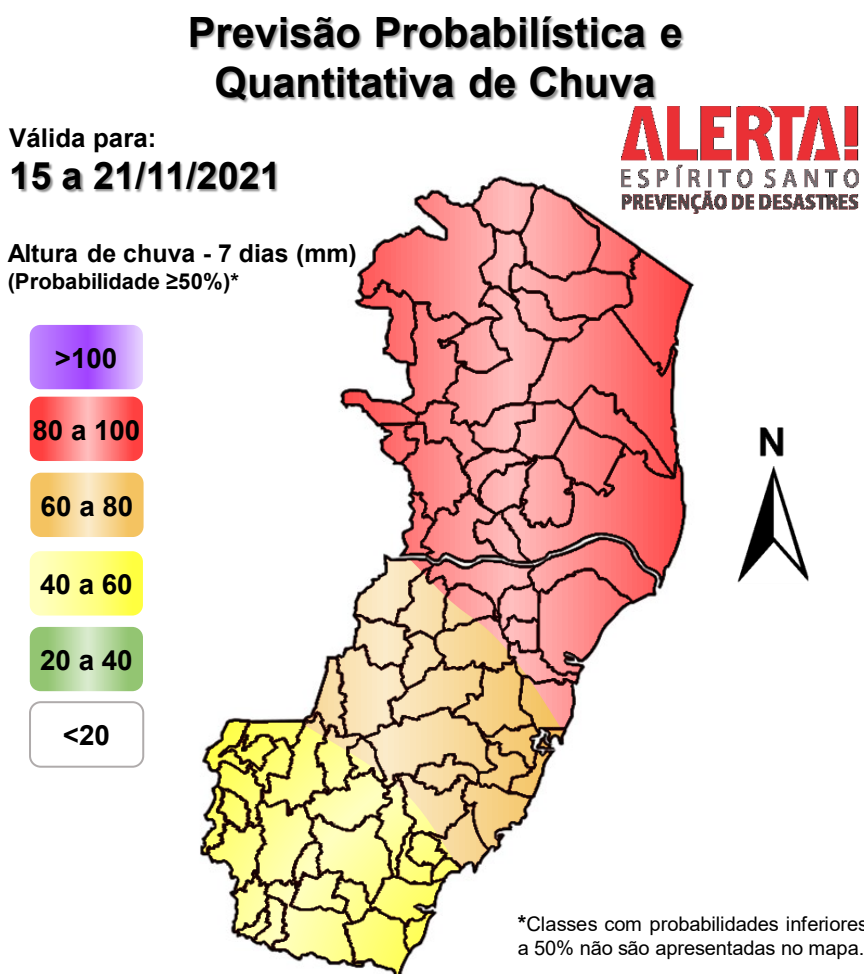 Previsão Probabilística e
Quantitativa de Chuva
Válida para:
15 a 21/11/2021
ALERTA!
ESPÍRITO SANTO
PREVENÇÃO DE DESASTRES
Altura de chuva - 7 dias (mm)
(Probabilidade ≥50%)*
>100
80 a 100
60 a 80
40 a 60
20 a 40
<20
N
*Classes com probabilidades inferiores
a 50% não são apresentadas no mapa.